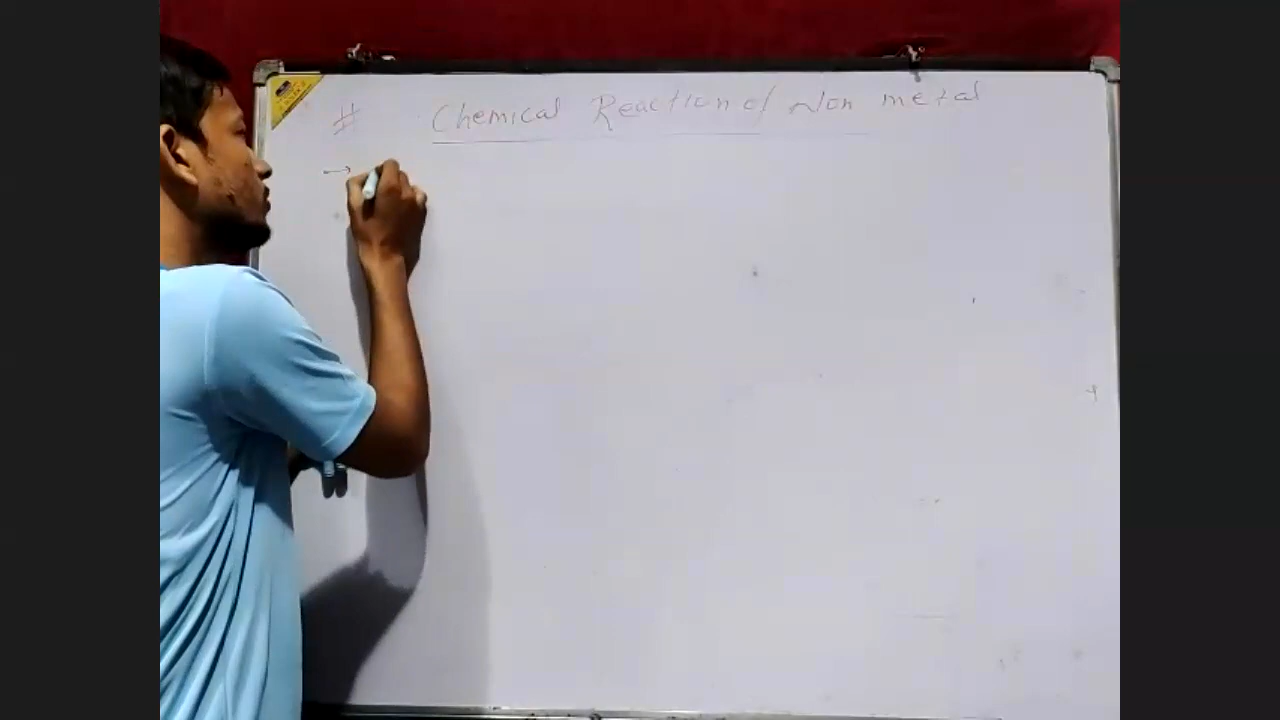 # Chemical Reaction of Non metal
→